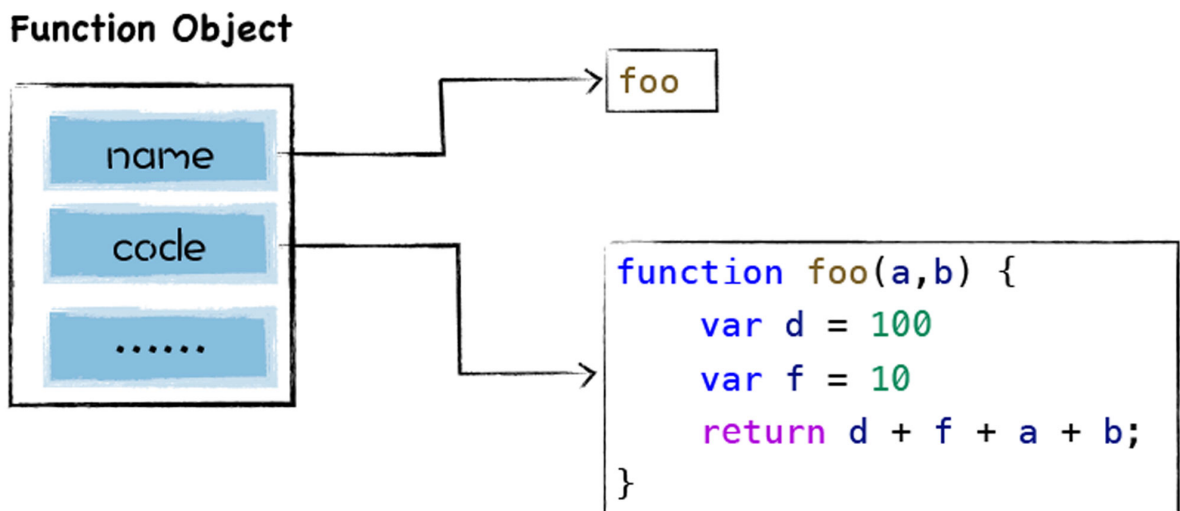 Function Object
foo
name
code
......
function foo(a,b) {
var d = 100
var f = 10
return d + f + a + b;
}